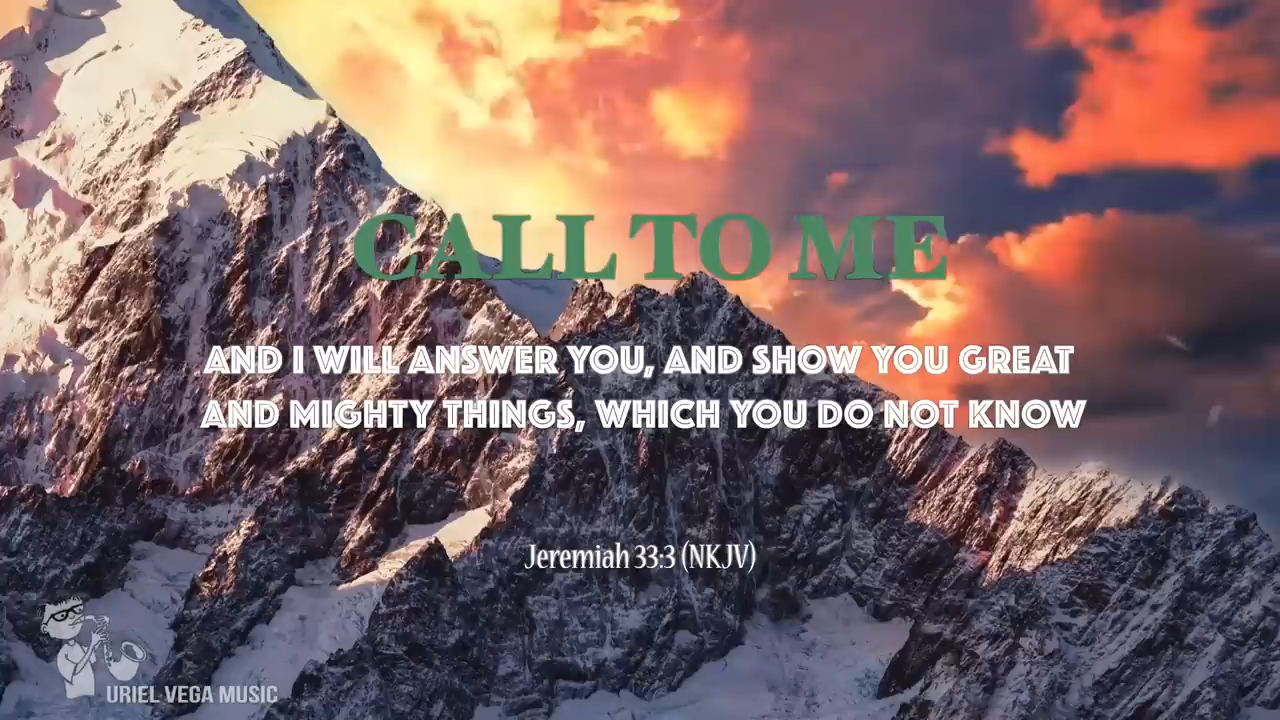 CALL TO ME
AND I WILL ANSWER YOU, AND SHOW YOU GREAT
AND MIGHTY THINGS, WHICH YOU DO NOT KNOW
Jeremiah 33:3 (NKJV)
URIEL VEGA MUSIC